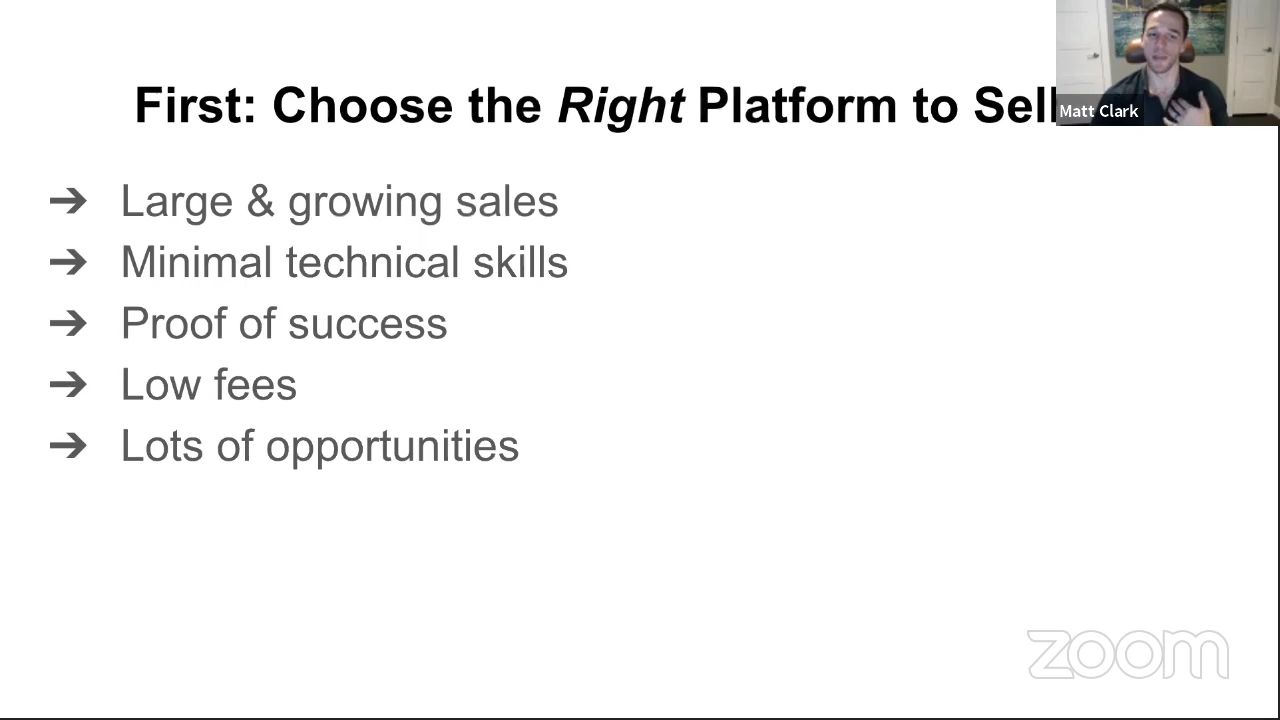 First: Choose the Right Platform to Sell
Matt Clark
➔ Large & growing sales
➔ Minimal technical skills
➔ Proof of success
➔ Low fees
➔ Lots of opportunities
zoom